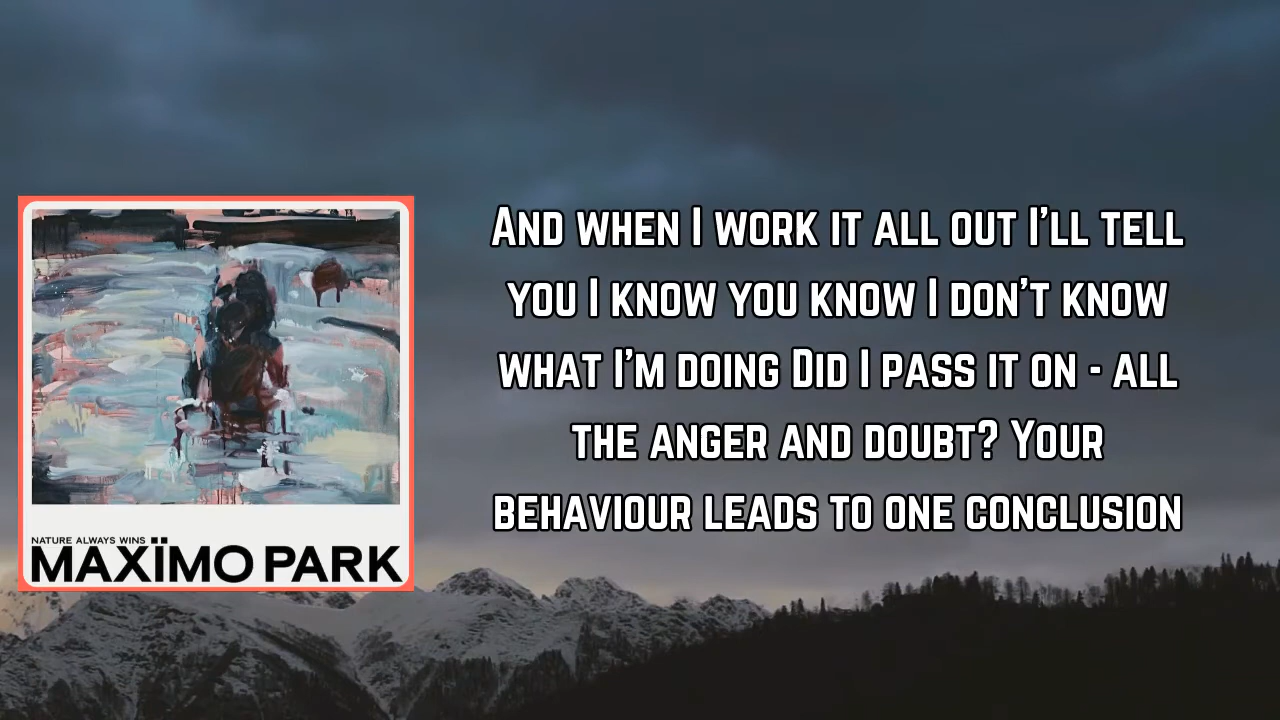 And when I work it all out I'll tell
you I know you know I don't know
what I'm doing Did I pass it on - all
the anger and doubt? Your
behaviour leads to one conclusion
NATURE ALWAYS WINS
MAXÏMO PARK